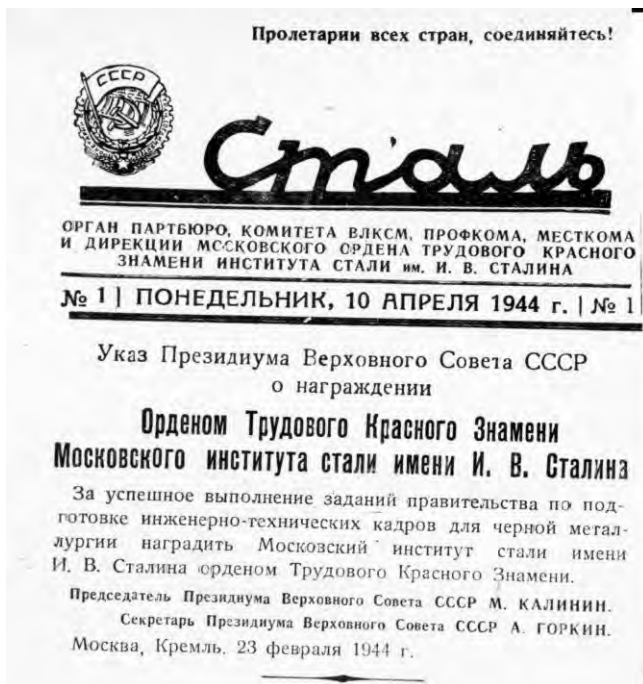 Пролетарии всех стран, соединяйтесь!
СССР
Сталь
ОРГАН ПАРТБЮРО, КОМИТЕТА ВЛКСМ, ПРОФКОМА, МЕСТКОМА
И ДИРЕКЦИИ МОСКОВСКОГО ОРДЕНА ТРУДОВОГО КРАСНОГО
ЗНАМЕНИ ИНСТИТУТА СТАЛИ им. И. В. СТАЛИНА
№ 1 | ПОНЕДЕЛЬНИК, 10 АПРЕЛЯ 1944 г. | № 1
Указ Президиума Верховного Совета СССР
о награждении
Орденом Трудового Красного Знамени
Московского института стали имени И. В. Сталина
За успешное выполнение заданий правительства по под-
готовке инженерно-технических кадров для черной метал-
лургии наградить Московский институт стали имени
И. В. Сталина орденом Трудового Красного Знамени.
Председатель Президиума Верховного Совета СССР М. КАЛИНИН.
Секретарь Президиума Верховного Совета СССР А. ГОРКИН.
Москва, Кремль. 23 февраля 1944 г.